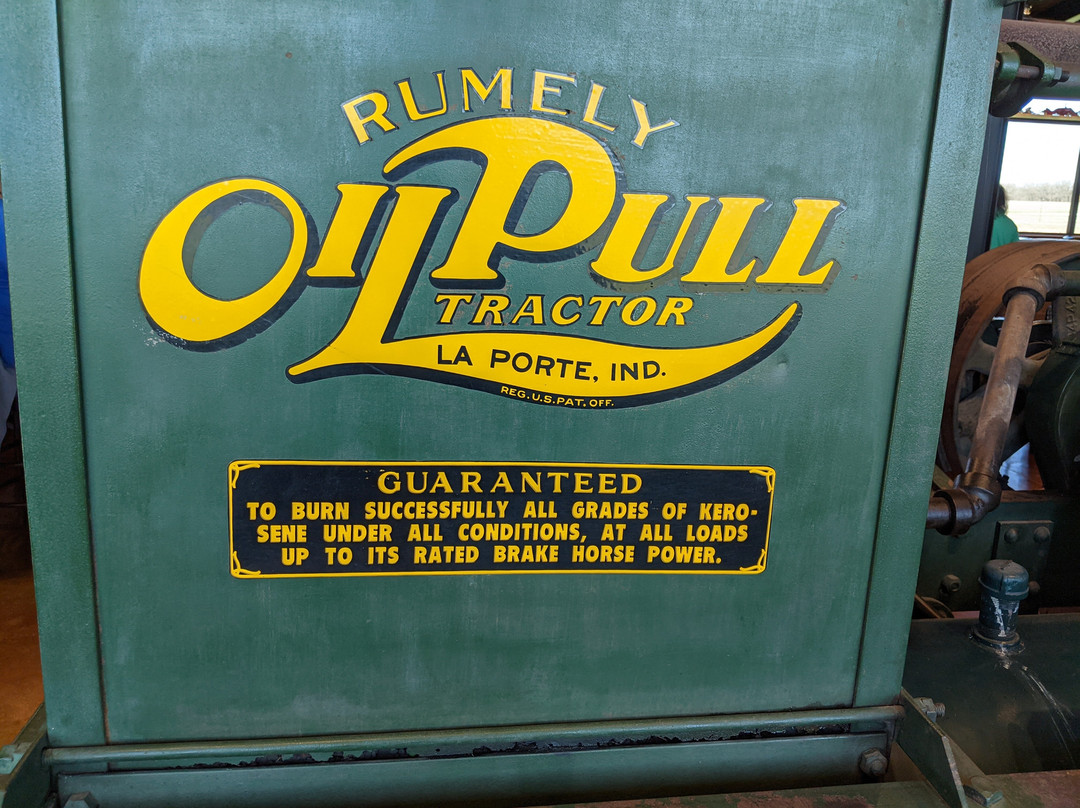 RUMELY
OILPULL
TRACTOR
LA PORTE, IND.
REG. U.S. PAT. OFF.
GUARANTEED
TO BURN SUCCESSFULLY ALL GRADES OF KERO-
SENE UNDER ALL CONDITIONS, AT ALL LOADS
UP TO ITS RATED BRAKE HORSE POWER.